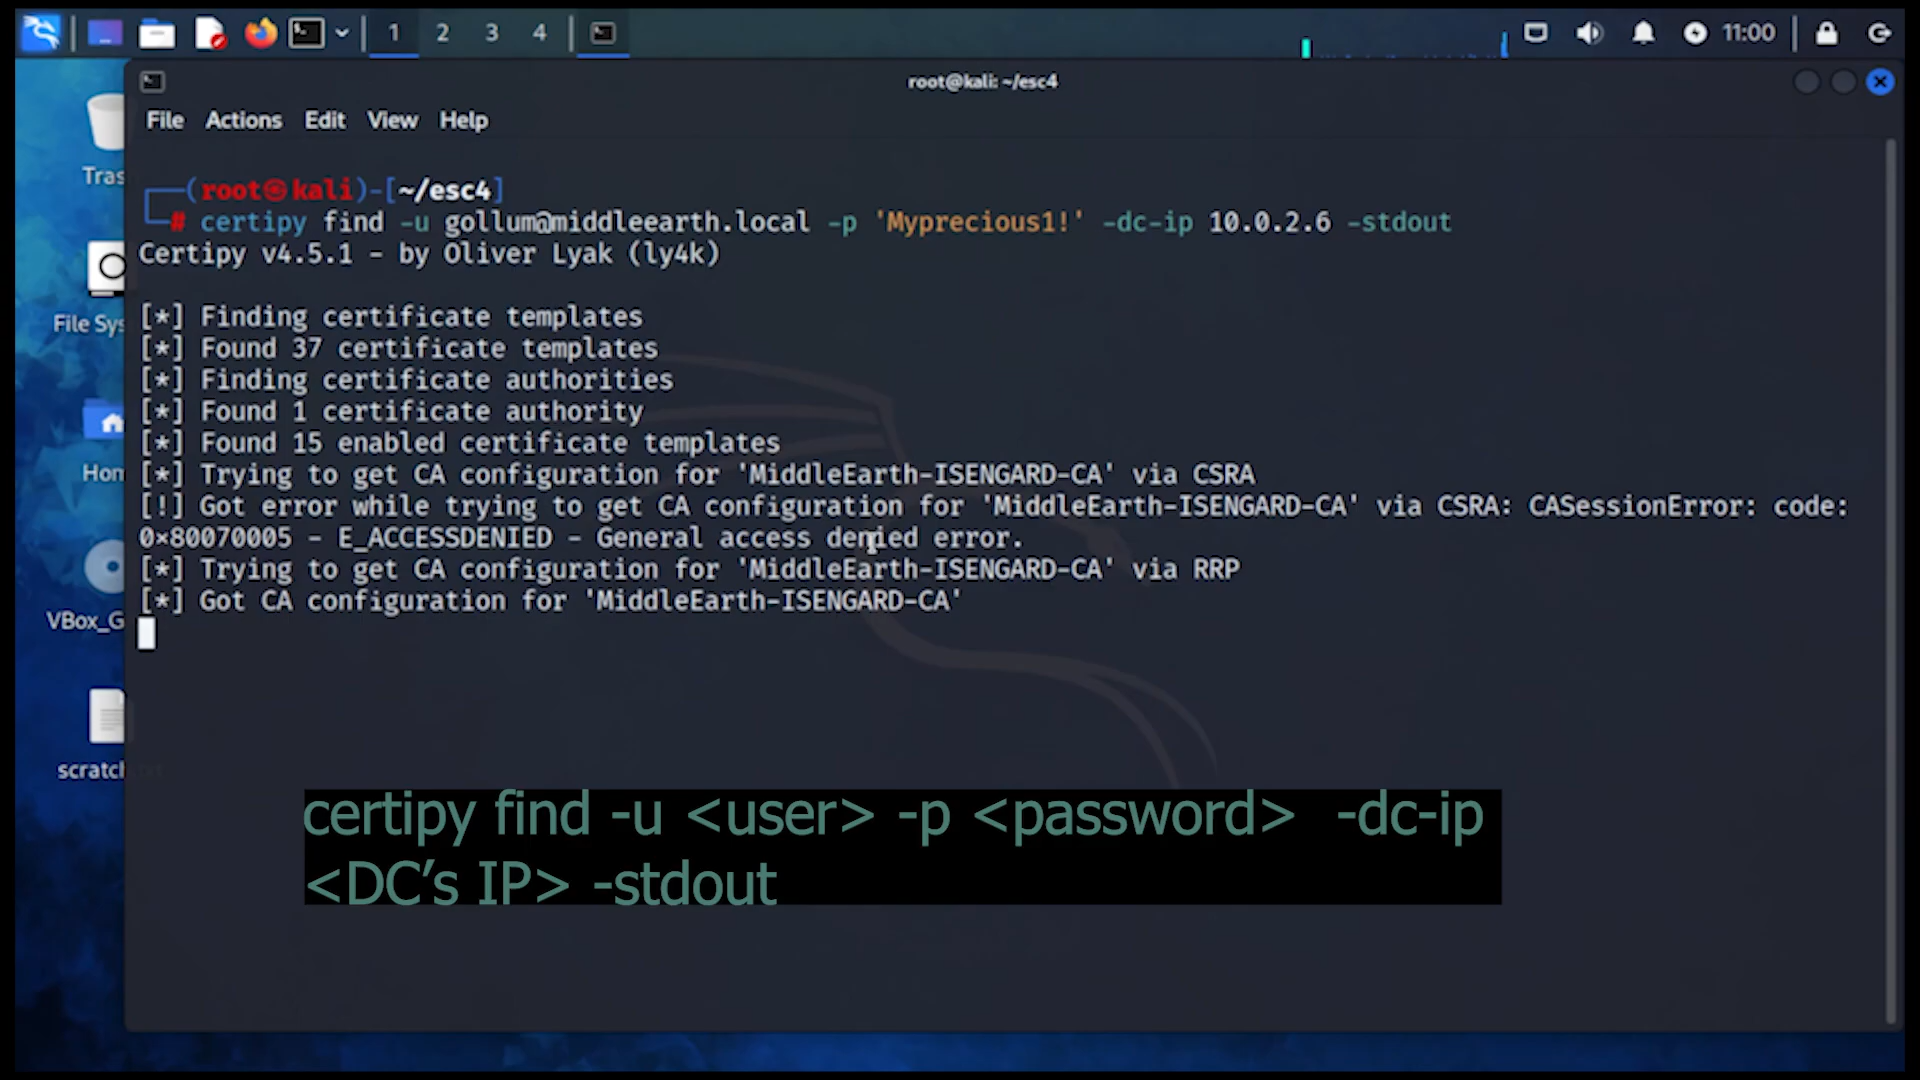 1 2 3 4
11:00
root@kali: ~/esc4
File Actions Edit View Help
Tras
File Sys
Hom
VBox_G
scratch
(root㉿kali)-[~/esc4]
# certipy find -u gollum@middleearth.local -p 'Myprecious1!' -dc-ip 10.0.2.6 -stdout
Certipy v4.5.1 - by Oliver Lyak (ly4k)
[*] Finding certificate templates
[*] Found 37 certificate templates
[*] Finding certificate authorities
[*] Found 1 certificate authority
[*] Found 15 enabled certificate templates
[*] Trying to get CA configuration for 'MiddleEarth-ISENGARD-CA' via CSRA
[!] Got error while trying to get CA configuration for 'MiddleEarth-ISENGARD-CA' via CSRA: CASessionError: code:
0×80070005 - E_ACCESSDENIED - General access denied error.
[*] Trying to get CA configuration for 'MiddleEarth-ISENGARD-CA' via RRP
[*] Got CA configuration for 'MiddleEarth-ISENGARD-CA'
certipy find -u <user> -p <password> -dc-ip
<DC’s IP> -stdout